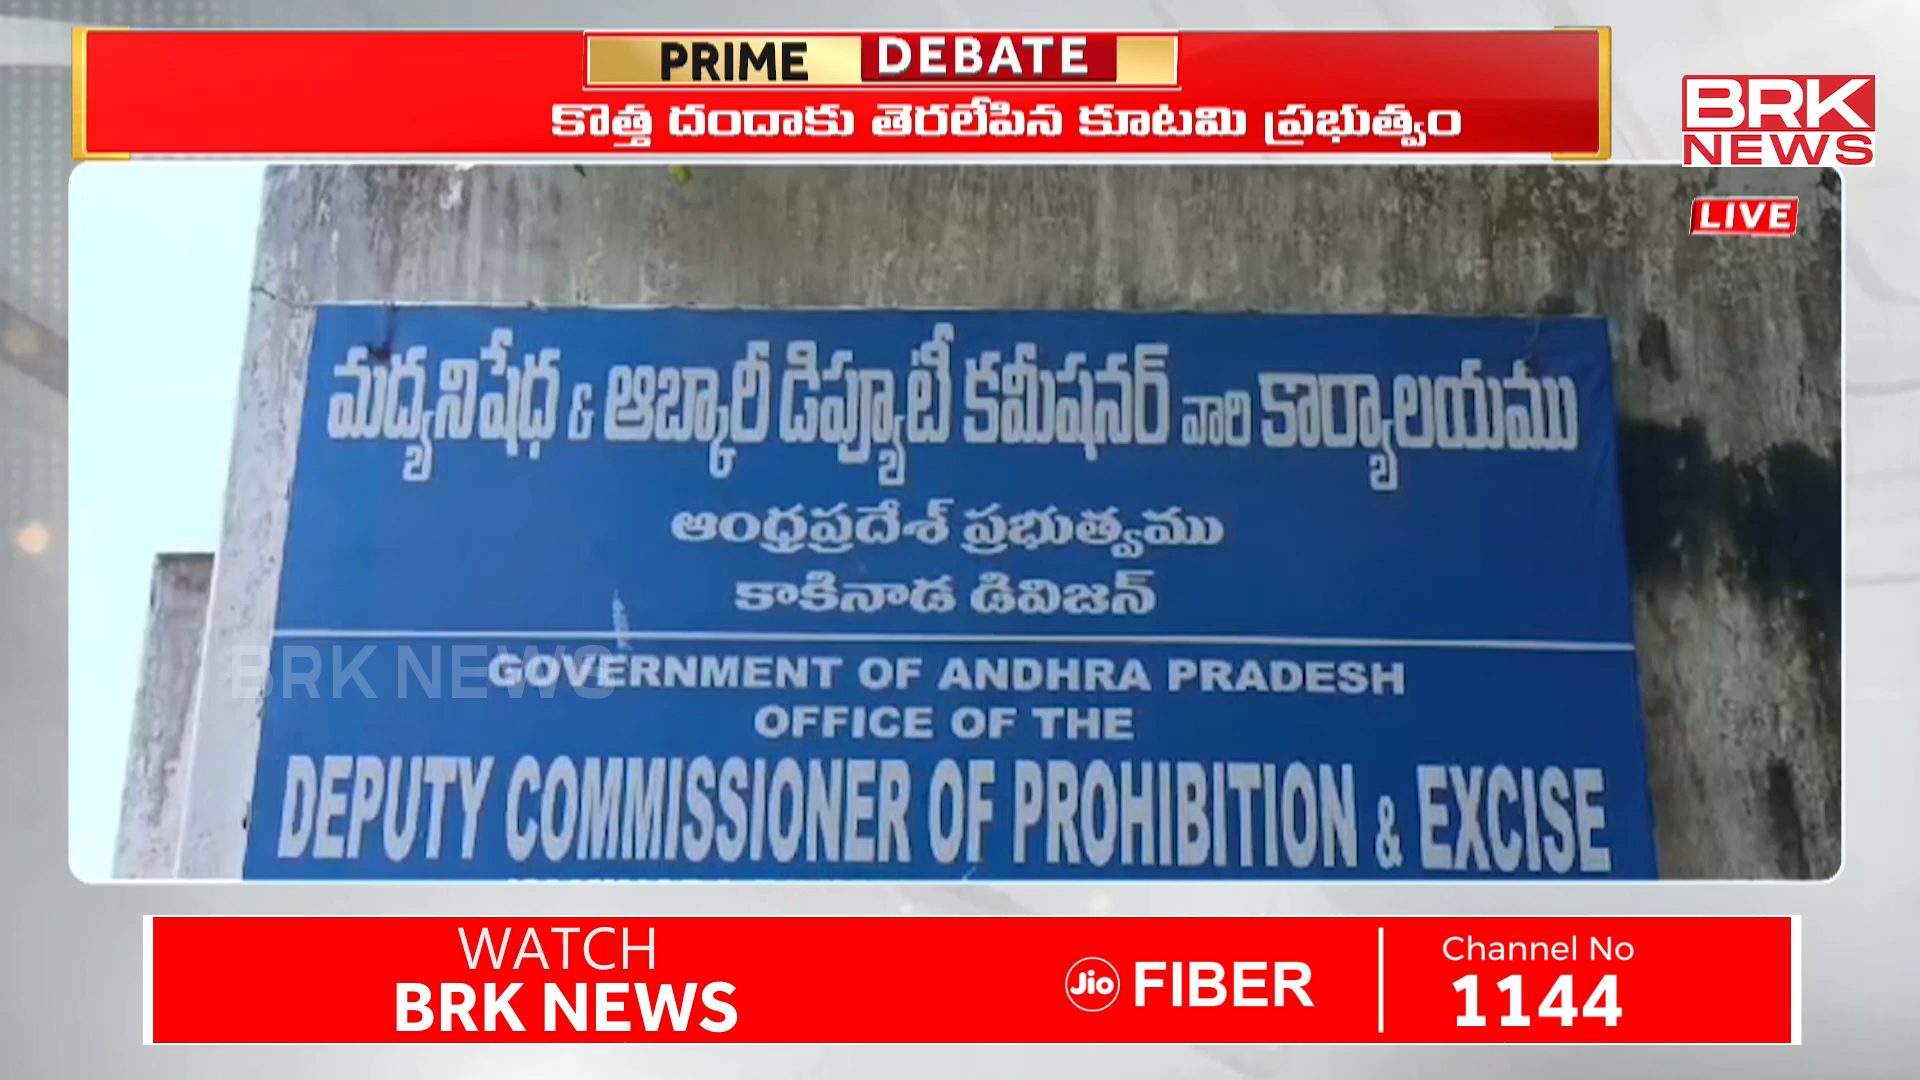 PRIME DEBATE
కొత్త దందాకు తెరలేపిన కూటమి ప్రభుత్వం
BRK
NEWS
LIVE
మద్యనిషేధ & ఆబ్కారీ డిప్యూటీ కమీషనర్ వారి కార్యాలయము
ఆంధ్రప్రదేశ్ ప్రభుత్వము
కాకినాడ డివిజన్
BRK NEWS
GOVERNMENT OF ANDHRA PRADESH
OFFICE OF THE
DEPUTY COMMISSIONER OF PROHIBITION & EXCISE
WATCH
BRK NEWS
Jio FIBER
Channel No
1144